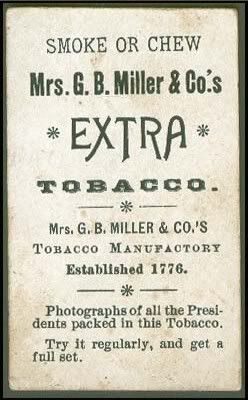 SMOKE OR CHEW
Mrs. G. B. Miller & Co.'s
* EXTRA *
TOBACCO.
*
Mrs. G. B. MILLER & CO.'S
TOBACCO MANUFACTORY
Established 1776.
*
Photographs of all the Presi-
dents packed in this Tobacco.
Try it regularly, and get a
full set.